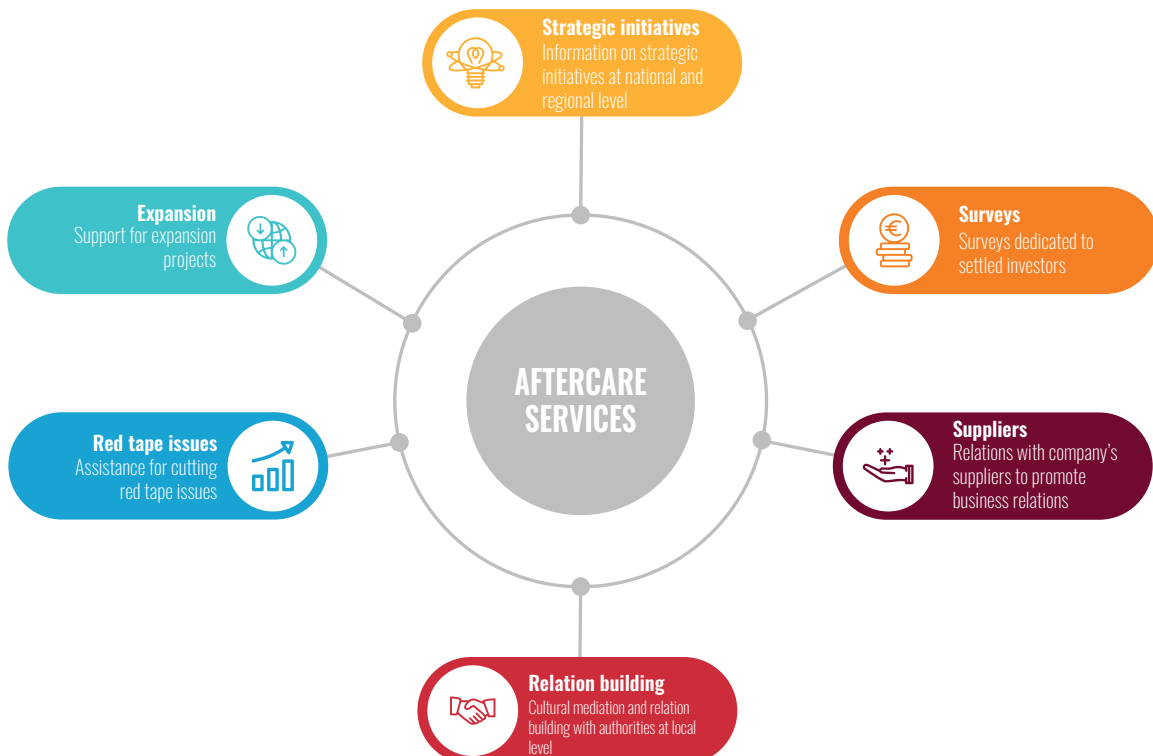 Strategic initiatives
Information on strategic
initiatives at national and
regional level
Expansion
Support for expansion
projects
Surveys
Surveys dedicated to
settled investors
AFTERCARE
SERVICES
Red tape issues
Assistance for cutting
red tape issues
Suppliers
Relations with company's
suppliers to promote
business relations
Relation building
Cultural mediation and relation
building with authorities at local
level